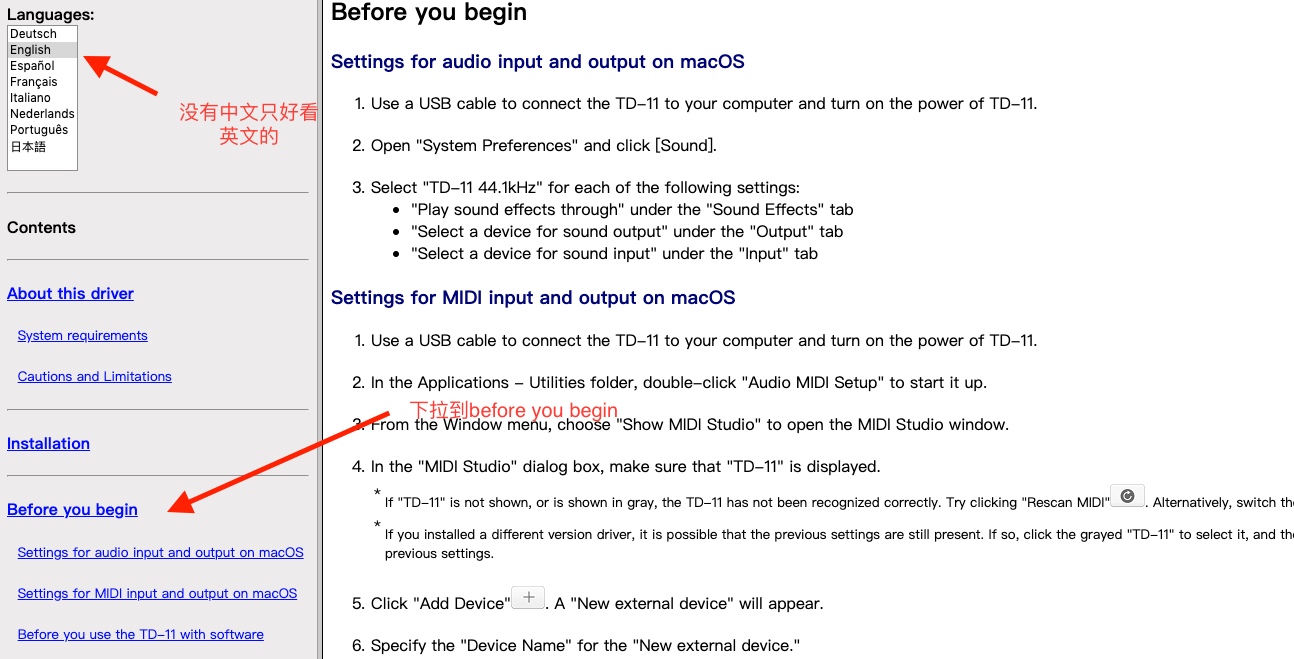 Languages:
Deutsch
English
Español
Français
Italiano
Nederlands
Português
日本語
没有中文只好看
英文的
Contents
About this driver
System requirements
Cautions and Limitations
Installation
Before you begin
Settings for audio input and output on macOS
Settings for MIDI input and output on macOS
Before you use the TD-11 with software
Before you begin
Settings for audio input and output on macOS
1. Use a USB cable to connect the TD-11 to your computer and turn on the power of TD-11.
2. Open "System Preferences" and click [Sound].
3. Select "TD-11 44.1kHz" for each of the following settings:
• "Play sound effects through" under the "Sound Effects" tab
• "Select a device for sound output" under the "Output" tab
• "Select a device for sound input" under the "Input" tab
Settings for MIDI input and output on macOS
1. Use a USB cable to connect the TD-11 to your computer and turn on the power of TD-11.
2. In the Applications - Utilities folder, double-click "Audio MIDI Setup" to start it up.
下拉到before you begin
3. From the Window menu, choose "Show MIDI Studio" to open the MIDI Studio window.
4. In the "MIDI Studio" dialog box, make sure that "TD-11" is displayed.
* If "TD-11" is not shown, or is shown in gray, the TD-11 has not been recognized correctly. Try clicking "Rescan MIDI" . Alternatively, switch the
* If you installed a different version driver, it is possible that the previous settings are still present. If so, click the grayed "TD-11" to select it, and the
previous settings.
5. Click "Add Device" + . A "New external device" will appear.
6. Specify the "Device Name" for the "New external device."